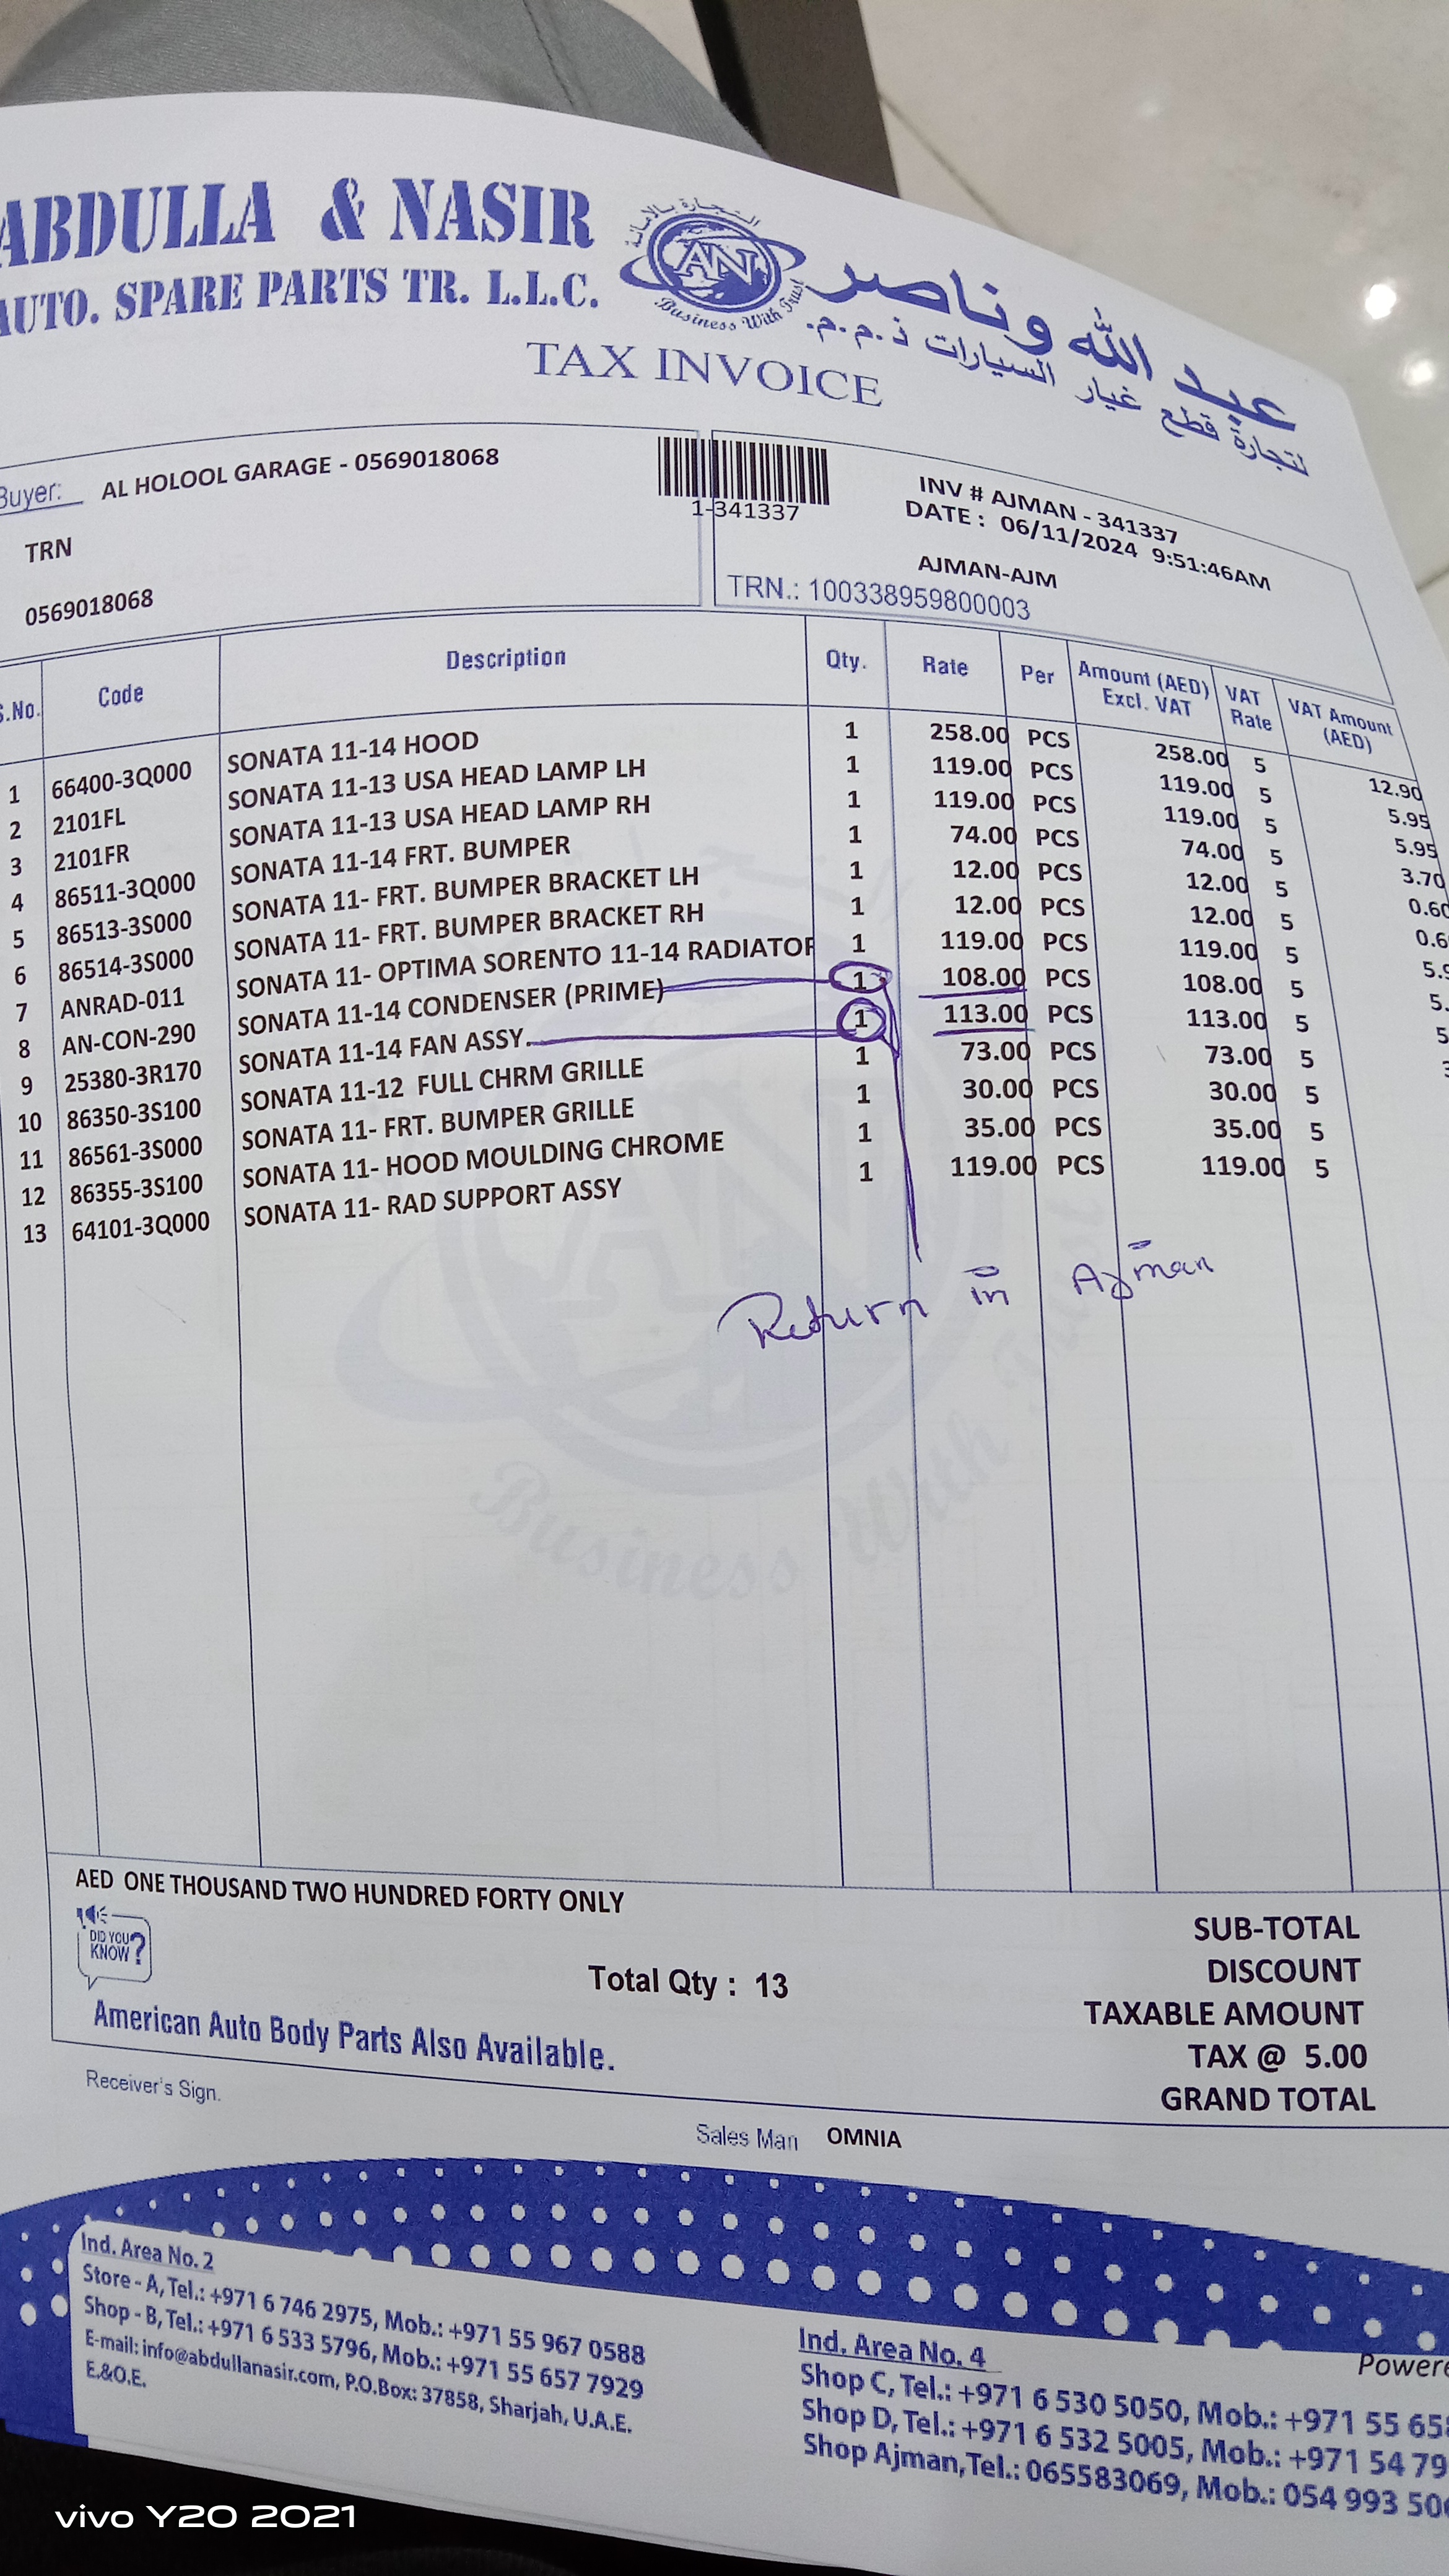 ABDULLA & NASIR
AUTO. SPARE PARTS TR. L.L.C.
التجارة بالأمانة
AN
Business With Trust
عبد الله وناصر
لتجارة قطع غيار السيارات ذ.م.م.
TAX INVOICE
Buyer: AL HOLOOL GARAGE - 0569018068
TRN
0569018068
1-341337
INV # AJMAN - 341337
DATE : 06/11/2024 9:51:46AM
AJMAN-AJM
TRN.: 100338959800003
S.No. Code Description Qty. Rate Per Amount (AED) Excl. VAT VAT Rate VAT Amount (AED)
1 66400-3Q000 SONATA 11-14 HOOD 1 258.00 PCS 258.00 5 12.90
2 2101FL SONATA 11-13 USA HEAD LAMP LH 1 119.00 PCS 119.00 5 5.95
3 2101FR SONATA 11-13 USA HEAD LAMP RH 1 119.00 PCS 119.00 5 5.95
4 86511-3Q000 SONATA 11-14 FRT. BUMPER 1 74.00 PCS 74.00 5 3.70
5 86513-3S000 SONATA 11- FRT. BUMPER BRACKET LH 1 12.00 PCS 12.00 5 0.60
6 86514-3S000 SONATA 11- FRT. BUMPER BRACKET RH 1 12.00 PCS 12.00 5 0.6
7 ANRAD-011 SONATA 11- OPTIMA SORENTO 11-14 RADIATOR 1 119.00 PCS 119.00 5 5.9
8 AN-CON-290 SONATA 11-14 CONDENSER (PRIME) 1 108.00 PCS 108.00 5 5.
9 25380-3R170 SONATA 11-14 FAN ASSY. 1 113.00 PCS 113.00 5 5
10 86350-3S100 SONATA 11-12 FULL CHRM GRILLE 1 73.00 PCS 73.00 5 3
11 86561-3S000 SONATA 11- FRT. BUMPER GRILLE 1 30.00 PCS 30.00 5
12 86355-3S100 SONATA 11- HOOD MOULDING CHROME 1 35.00 PCS 35.00 5
13 64101-3Q000 SONATA 11- RAD SUPPORT ASSY 1 119.00 PCS 119.00 5
Return in Ajman
AN
Business With Trust
AED ONE THOUSAND TWO HUNDRED FORTY ONLY
DID YOU KNOW?
Total Qty : 13
American Auto Body Parts Also Available.
SUB-TOTAL
DISCOUNT
TAXABLE AMOUNT
TAX @ 5.00
GRAND TOTAL
Receiver's Sign.
Sales Man OMNIA
Ind. Area No. 2
Store - A, Tel.: +971 6 746 2975, Mob.: +971 55 967 0588
Shop - B, Tel.: +971 6 533 5796, Mob.: +971 55 657 7929
E-mail: info@abdullanasir.com, P.O.Box: 37858, Sharjah, U.A.E.
E.&O.E.
Powere
Ind. Area No. 4
Shop C, Tel.: +971 6 530 5050, Mob.: +971 55 65
Shop D, Tel.: +971 6 532 5005, Mob.: +971 54 79
Shop Ajman, Tel.: 065583069, Mob.: 054 993 50
vivo Y20 2021